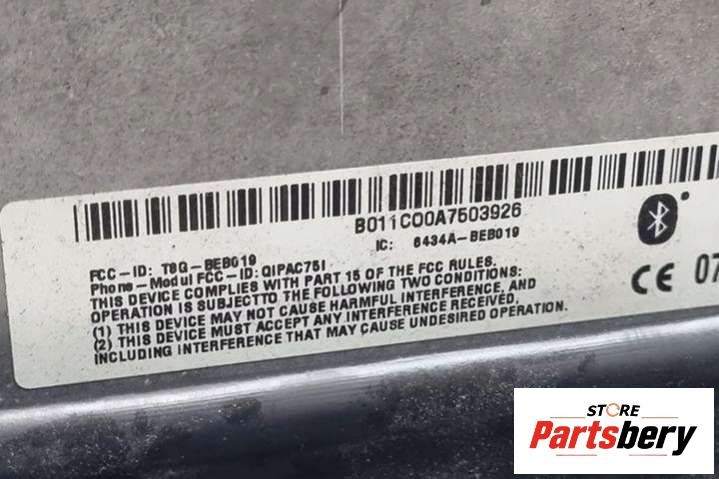 B011C00A7503926
IC: 6434A-BEB019
FCC-ID: T8G-BEB019
Phone-Modul FCC-ID: QIPAC75I
THIS DEVICE COMPLIES WITH PART 15 OF THE FCC RULES.
OPERATION IS SUBJECTTO THE FOLLOWING TWO CONDITIONS:
(1) THIS DEVICE MAY NOT CAUSE HARMFUL INTERFERENCE, AND
(2) THIS DEVICE MUST ACCEPT ANY INTERFERENCE RECEIVED,
INCLUDING INTERFERENCE THAT MAY CAUSE UNDESIRED OPERATION.
CE 07
STORE
Partsbery